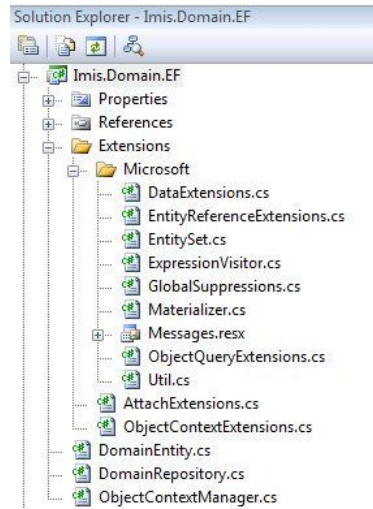 Solution Explorer - Imis.Domain.EF
Imis.Domain.EF
Properties
References
Extensions
Microsoft
DataExtensions.cs
EntityReferenceExtensions.cs
EntitySet.cs
ExpressionVisitor.cs
GlobalSuppressions.cs
Materializer.cs
Messages.resx
ObjectQueryExtensions.cs
Util.cs
AttachExtensions.cs
ObjectContextExtensions.cs
DomainEntity.cs
DomainRepository.cs
ObjectContextManager.cs